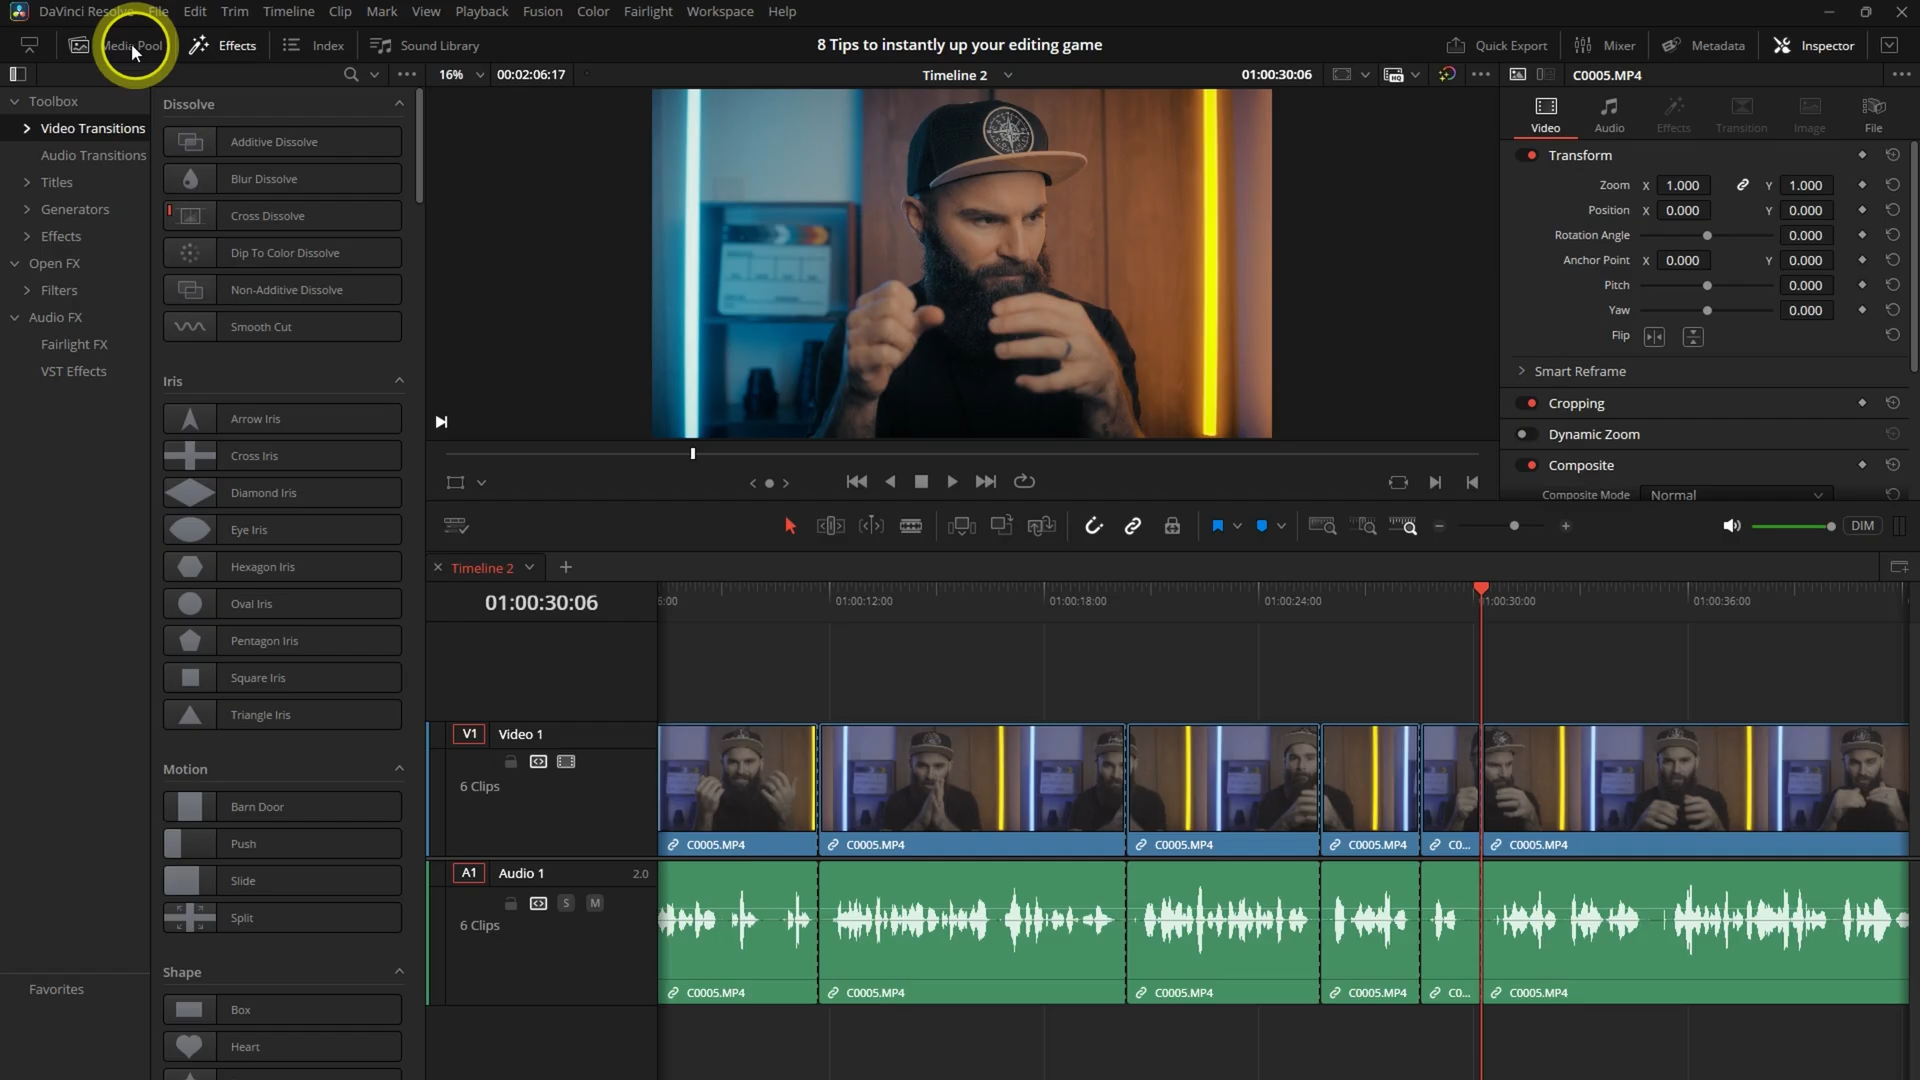 DaVinci Resolve File Edit Trim Timeline Clip Mark View Playback Fusion Color Fairlight Workspace Help
Media Pool Effects Index Sound Library 8 Tips to instantly up your editing game Quick Export Mixer Metadata Inspector
16% 00:02:06:17 Timeline 2 01:00:30:06 HQ C0005.MP4
Toolbox
Video Transitions
Audio Transitions
Titles
Generators
Effects
Open FX
Filters
Audio FX
Fairlight FX
VST Effects
Favorites
Dissolve
Additive Dissolve
Blur Dissolve
Cross Dissolve
Dip To Color Dissolve
Non-Additive Dissolve
Smooth Cut
Iris
Arrow Iris
Cross Iris
Diamond Iris
Eye Iris
Hexagon Iris
Oval Iris
Pentagon Iris
Square Iris
Triangle Iris
Motion
Barn Door
Push
Slide
Split
Shape
Box
Heart
Video Audio Effects Transition Image File
Transform
Zoom X 1.000 Y 1.000
Position X 0.000 Y 0.000
Rotation Angle 0.000
Anchor Point X 0.000 Y 0.000
Pitch 0.000
Yaw 0.000
Flip
Smart Reframe
Cropping
Dynamic Zoom
Composite
Composite Mode Normal
DIM
Timeline 2
01:00:30:06 6:00 01:00:12:00 01:00:18:00 01:00:24:00 01:00:30:00 01:00:36:00
V1 Video 1
6 Clips
C0005.MP4 C0005.MP4 C0005.MP4 C0005.MP4 C0... C0005.MP4
A1 Audio 1 2.0
S M
6 Clips
C0005.MP4 C0005.MP4 C0005.MP4 C0005.MP4 C0... C0005.MP4